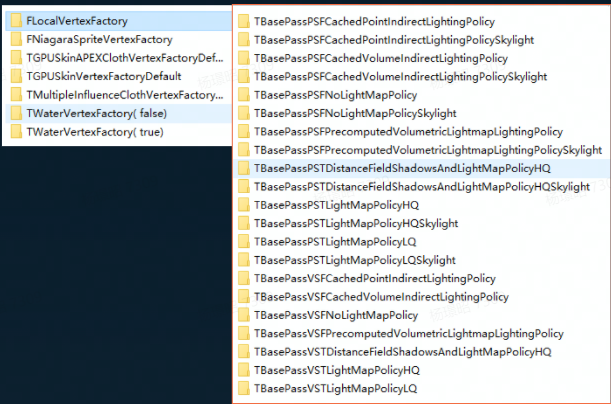 FLocalVertexFactory
FNiagaraSpriteVertexFactory
TGPUSkinAPEXClothVertexFactoryDef...
TGPUSkinVertexFactoryDefault
TMultipleInfluenceClothVertexFactory...
TWaterVertexFactory( false)
TWaterVertexFactory( true)
TBasePassPSFCachedPointIndirectLightingPolicy
TBasePassPSFCachedPointIndirectLightingPolicySkylight
TBasePassPSFCachedVolumeIndirectLightingPolicy
TBasePassPSFCachedVolumeIndirectLightingPolicySkylight
TBasePassPSFNoLightMapPolicy
TBasePassPSFNoLightMapPolicySkylight
TBasePassPSFPrecomputedVolumetricLightmapLightingPolicy
TBasePassPSFPrecomputedVolumetricLightmapLightingPolicySkylight
TBasePassPSTDistanceFieldShadowsAndLightMapPolicyHQ
TBasePassPSTDistanceFieldShadowsAndLightMapPolicyHQSkylight
TBasePassPSTLightMapPolicyHQ
TBasePassPSTLightMapPolicyHQSkylight
TBasePassPSTLightMapPolicyLQ
TBasePassPSTLightMapPolicyLQSkylight
TBasePassVSFCachedPointIndirectLightingPolicy
TBasePassVSFCachedVolumeIndirectLightingPolicy
TBasePassVSFNoLightMapPolicy
TBasePassVSFPrecomputedVolumetricLightmapLightingPolicy
TBasePassVSTDistanceFieldShadowsAndLightMapPolicyHQ
TBasePassVSTLightMapPolicyHQ
TBasePassVSTLightMapPolicyLQ